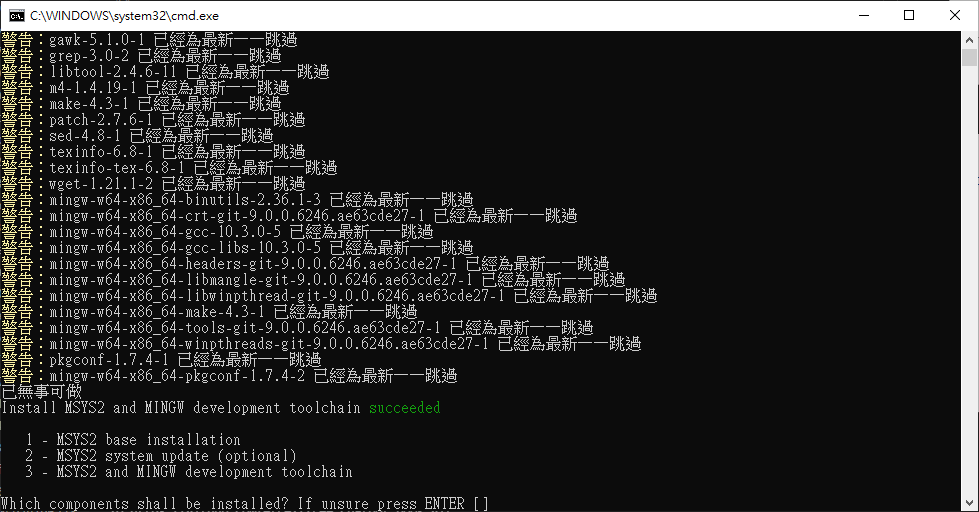 C:\WINDOWS\system32\cmd.exe
警告：gawk-5.1.0-1 已經為最新——跳過
警告：grep-3.0-2 已經為最新——跳過
警告：libtool-2.4.6-11 已經為最新——跳過
警告：m4-1.4.19-1 已經為最新——跳過
警告：make-4.3-1 已經為最新——跳過
警告：patch-2.7.6-1 已經為最新——跳過
警告：sed-4.8-1 已經為最新——跳過
警告：texinfo-6.8-1 已經為最新——跳過
警告：texinfo-tex-6.8-1 已經為最新——跳過
警告：wget-1.21.1-2 已經為最新——跳過
警告：mingw-w64-x86_64-binutils-2.36.1-3 已經為最新——跳過
警告：mingw-w64-x86_64-crt-git-9.0.0.6246.ae63cde27-1 已經為最新——跳過
警告：mingw-w64-x86_64-gcc-10.3.0-5 已經為最新——跳過
警告：mingw-w64-x86_64-gcc-libs-10.3.0-5 已經為最新——跳過
警告：mingw-w64-x86_64-headers-git-9.0.0.6246.ae63cde27-1 已經為最新——跳過
警告：mingw-w64-x86_64-libmangle-git-9.0.0.6246.ae63cde27-1 已經為最新——跳過
警告：mingw-w64-x86_64-libwinpthread-git-9.0.0.6246.ae63cde27-1 已經為最新——跳過
警告：mingw-w64-x86_64-make-4.3-1 已經為最新——跳過
警告：mingw-w64-x86_64-tools-git-9.0.0.6246.ae63cde27-1 已經為最新——跳過
警告：mingw-w64-x86_64-winpthreads-git-9.0.0.6246.ae63cde27-1 已經為最新——跳過
警告：pkgconf-1.7.4-1 已經為最新——跳過
警告：mingw-w64-x86_64-pkgconf-1.7.4-2 已經為最新——跳過
已無事可做
Install MSYS2 and MINGW development toolchain succeeded
1 - MSYS2 base installation
2 - MSYS2 system update (optional)
3 - MSYS2 and MINGW development toolchain
Which components shall be installed? If unsure press ENTER []